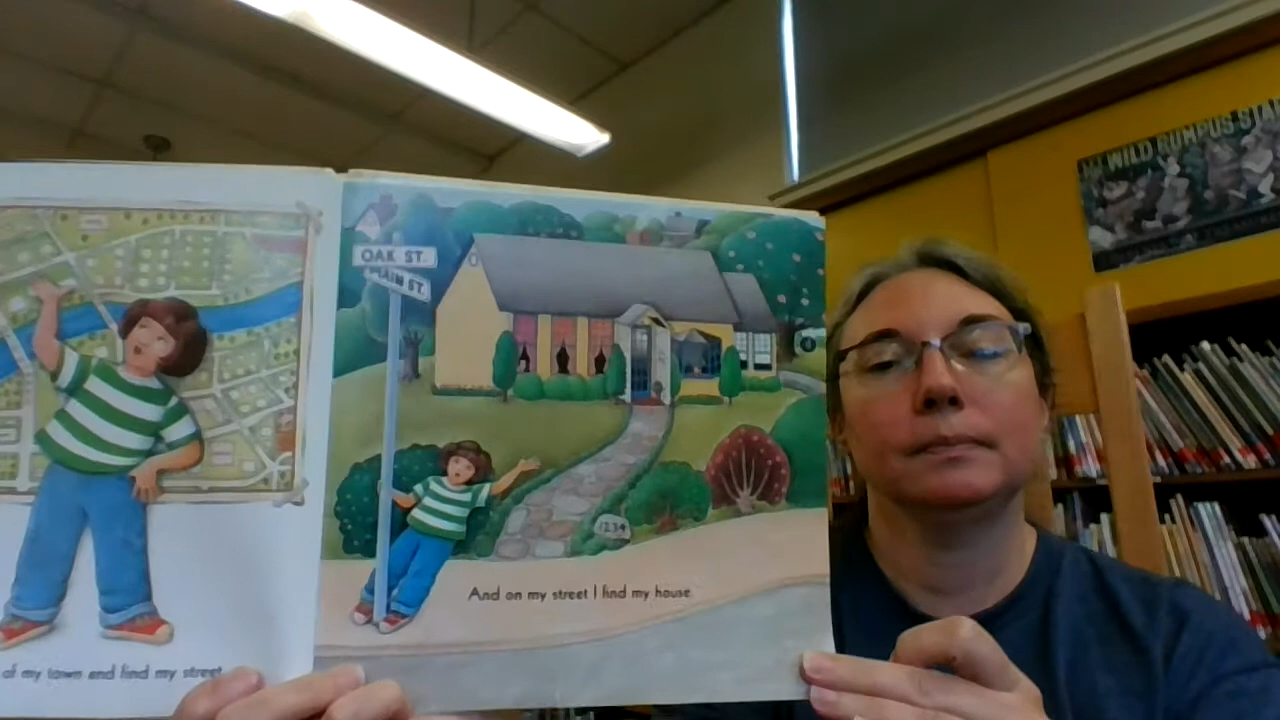 of my town and find my street
OAK ST.
MAIN ST.
1234
And on my street I find my house
WILD RUMPUS STA